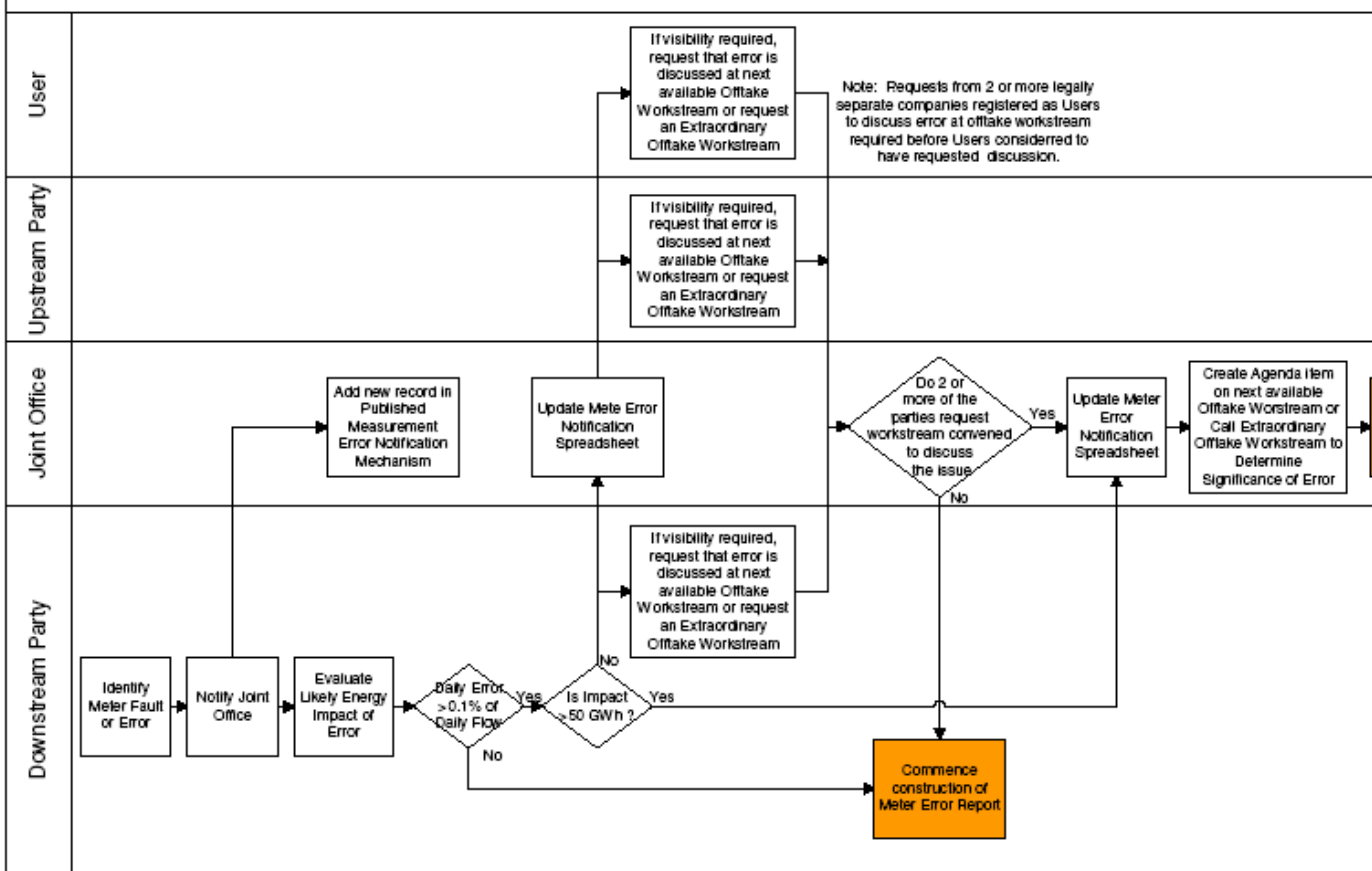 User
If visibility required,
request that error is
discussed at next
available Offtake
Workstream or request
an Extraordinary
Offtake Workstream
Note: Requests from 2 or more legally
separate companies registered as Users
to discuss error at offtake workstream
required before Users considerred to
have requested discussion.
Upstream Party
If visibility required,
request that error is
discussed at next
available Offtake
Workstream or request
an Extraordinary
Offtake Workstream
Joint Office
Add new record in
Published
Measurement
Error Notification
Mechanism
Update Mete Error
Notification
Spreadsheet
Do 2 or
more of the
parties request
workstream convened
to discuss
the issue
Yes
No
Update Meter
Error
Notification
Spreadsheet
Create Agenda item
on next available
Offtake Worstream or
Call Extraordinary
Offtake Workstream to
Determine
Significance of Error
Downstream Party
If visibility required,
request that error is
discussed at next
available Offtake
Workstream or request
an Extraordinary
Offtake Workstream
Identify
Meter Fault
or Error
Notify Joint
Office
Evaluate
Likely Energy
Impact of
Error
Daily Error
>0.1% of
Daily Flow
Yes
No
Is Impact
>50 GWh ?
No
Yes
Commence
construction of
Meter Error Report